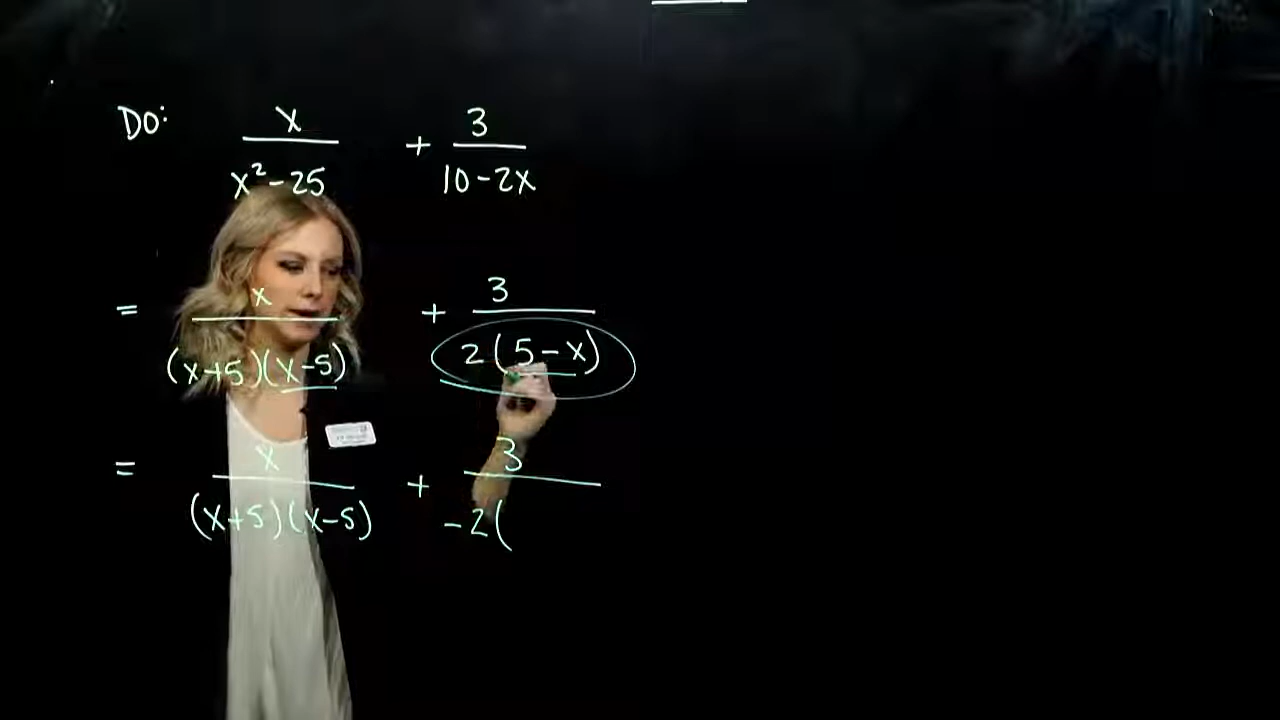 Do: x/(x²-25) + 3/(10-2x)
= x/((x+5)(x-5)) + 3/(2(5-x))
= x/((x+5)(x-5)) + 3/(-2(